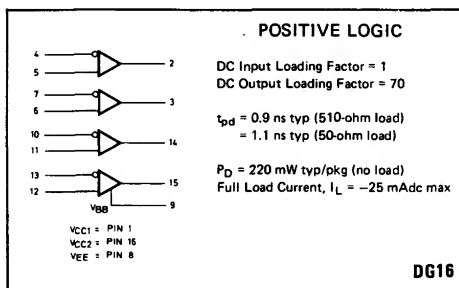 POSITIVE LOGIC
4
5
2
7
6
3
10
11
14
13
12
15
VBB
9
VCC1 = PIN 1
VCC2 = PIN 16
VEE = PIN 8
DC Input Loading Factor = 1
DC Output Loading Factor = 70
tpd = 0.9 ns typ (510-ohm load)
= 1.1 ns typ (50-ohm load)
PD = 220 mW typ/pkg (no load)
Full Load Current, IL = −25 mAdc max
DG16